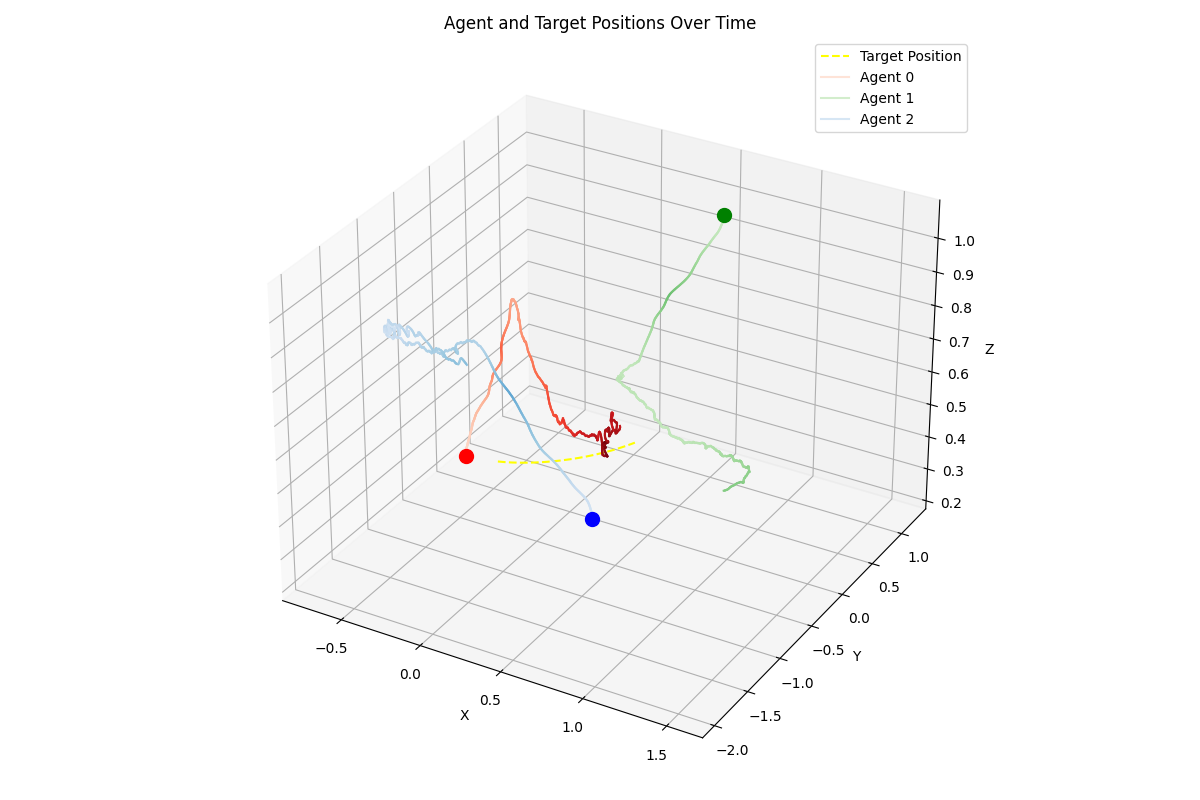 Agent and Target Positions Over Time
Target Position
Agent 0
Agent 1
Agent 2
1.0
0.9
0.8
0.7
Z
0.6
0.5
0.4
0.3
0.2
1.0
0.5
0.0
−0.5
Y
−1.0
−1.5
−2.0
−0.5
0.0
0.5
X
1.0
1.5